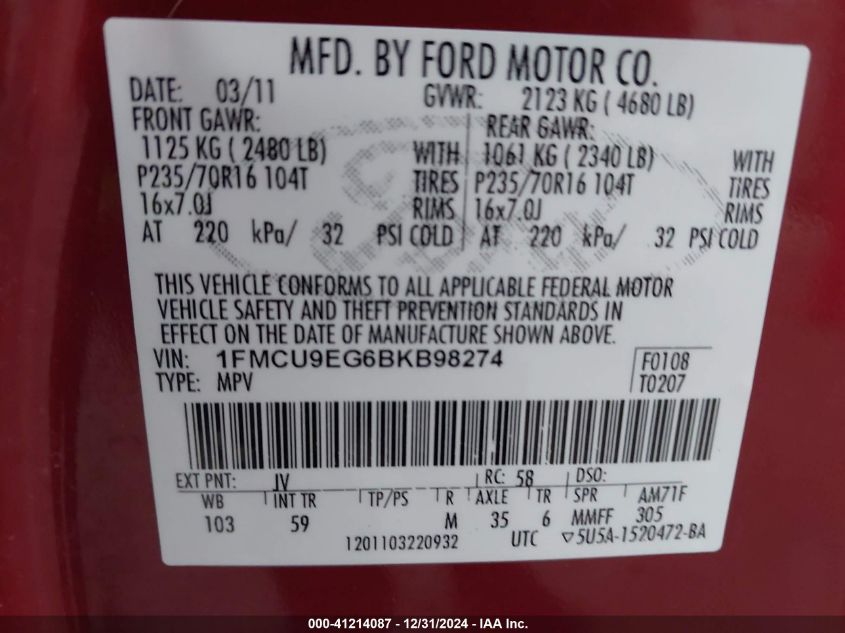 MFD. BY FORD MOTOR CO.
DATE: 03/11 GVWR: 2123 KG ( 4680 LB)
FRONT GAWR: REAR GAWR:
1125 KG ( 2480 LB) WITH 1061 KG ( 2340 LB) WITH
P235/70R16 104T TIRES P235/70R16 104T TIRES
16x7.0J RIMS 16x7.0J RIMS
AT 220 kPa/ 32 PSI COLD AT 220 kPa/ 32 PSI COLD
THIS VEHICLE CONFORMS TO ALL APPLICABLE FEDERAL MOTOR
VEHICLE SAFETY AND THEFT PREVENTION STANDARDS IN
EFFECT ON THE DATE OF MANUFACTURE SHOWN ABOVE.
VIN: 1FMCU9EG6BKB98274 F0108
TYPE: MPV T0207
EXT PNT: JV RC: 58 DSO:
WB INT TR TP/PS R AXLE TR SPR AM71F
103 59 M 35 6 MMFF 305
1201103220932 UTC ▽5U5A-1520472-BA
000-41214087 - 12/31/2024 - IAA Inc.